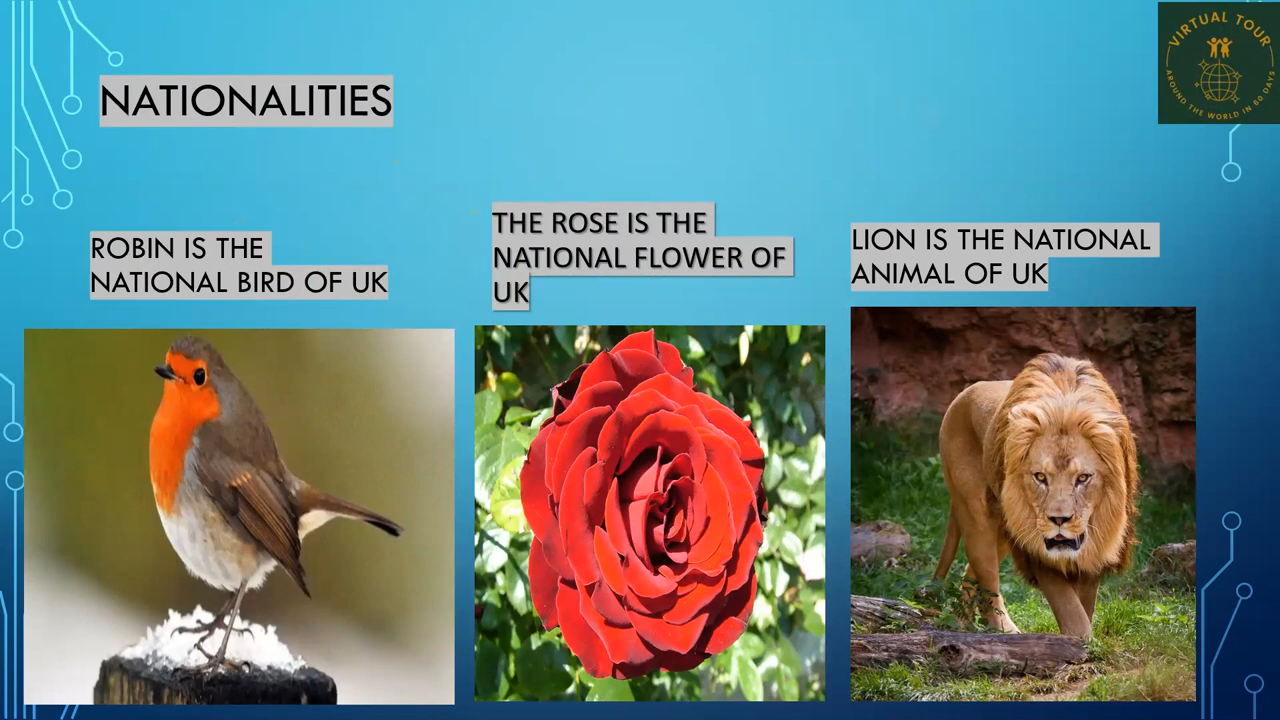 VIRTUAL TOUR
AROUND THE WORLD IN 80 DAYS
NATIONALITIES
ROBIN IS THE
NATIONAL BIRD OF UK
THE ROSE IS THE
NATIONAL FLOWER OF
UK
LION IS THE NATIONAL
ANIMAL OF UK